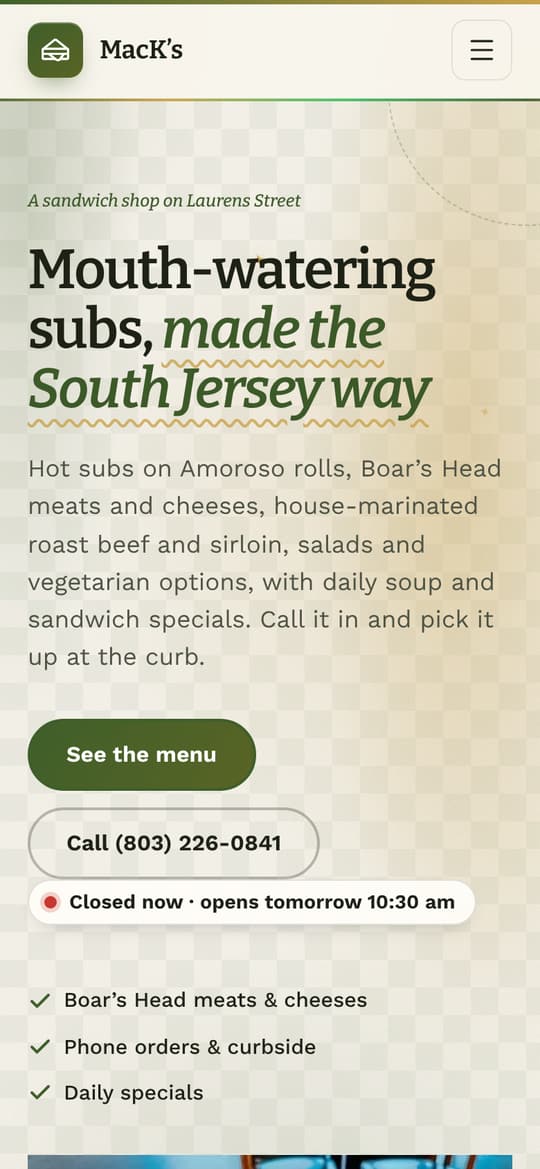 MacK’s
A sandwich shop on Laurens Street
Mouth-watering
subs, made the
South Jersey way
Hot subs on Amoroso rolls, Boar’s Head
meats and cheeses, house-marinated
roast beef and sirloin, salads and
vegetarian options, with daily soup and
sandwich specials. Call it in and pick it
up at the curb.
See the menu
Call (803) 226-0841
Closed now · opens tomorrow 10:30 am
Boar’s Head meats & cheeses
Phone orders & curbside
Daily specials